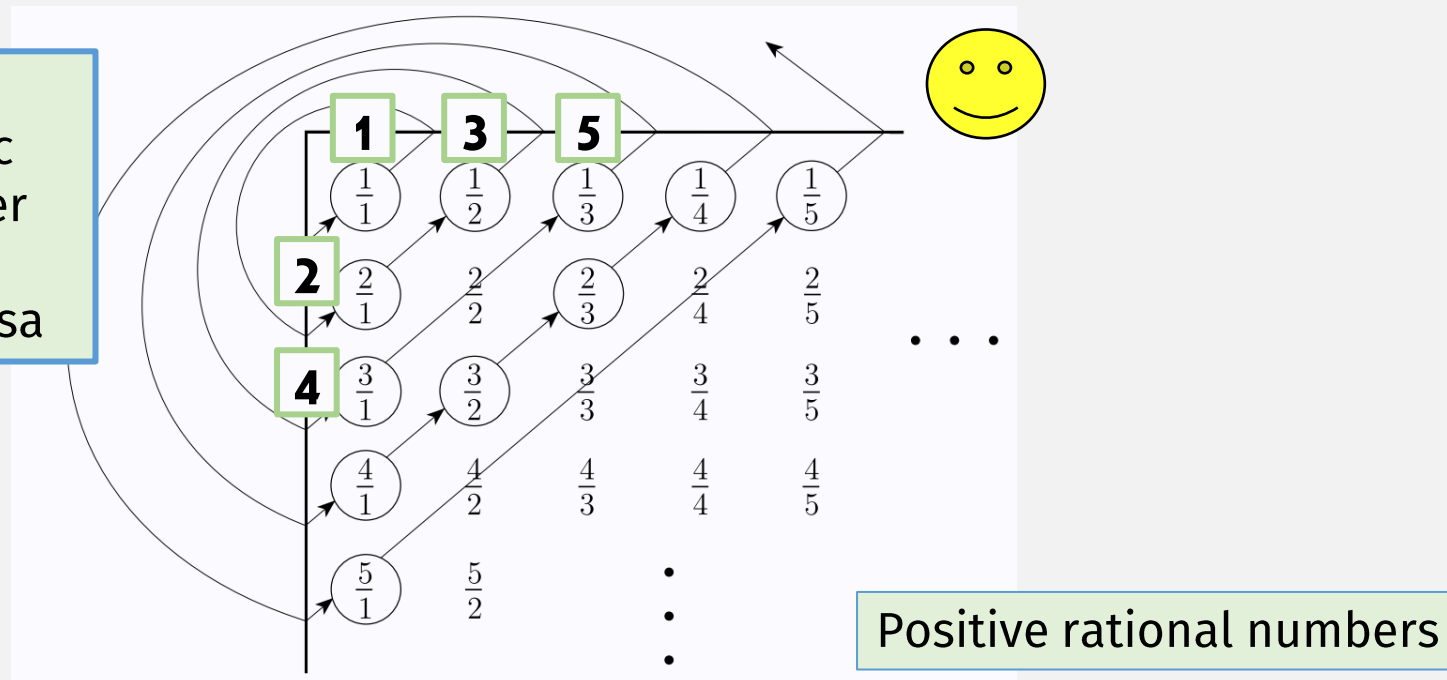 c
er
sa
1 3 5
1/1 1/2 1/3 1/4 1/5
2
2/1 2/2 2/3 2/4 2/5
4
3/1 3/2 3/3 3/4 3/5
. . .
4/1 4/2 4/3 4/4 4/5
5/1 5/2
Positive rational numbers